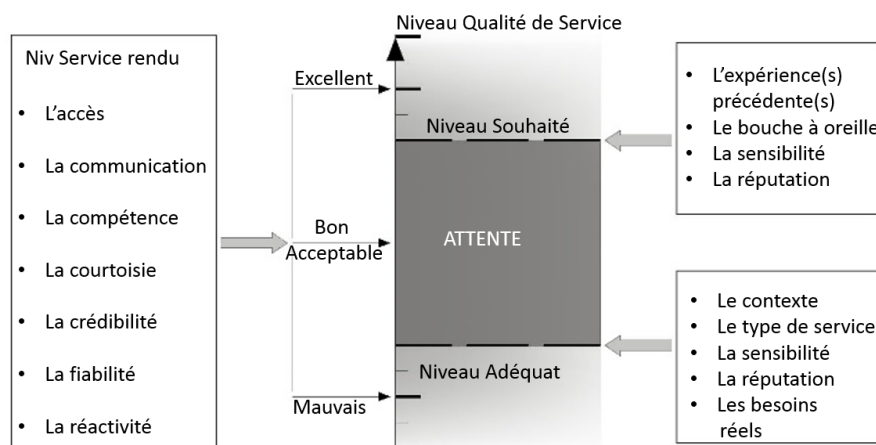 Niveau Qualité de Service
Niv Service rendu
L'accès
La communication
La compétence
La courtoisie
La crédibilité
La fiabilité
La réactivité
Excellent
Bon
Acceptable
Mauvais
Niveau Souhaité
ATTENTE
Niveau Adéquat
L'expérience(s)
précédente(s)
Le bouche à oreille
La sensibilité
La réputation
Le contexte
Le type de service
La sensibilité
La réputation
Les besoins
réels